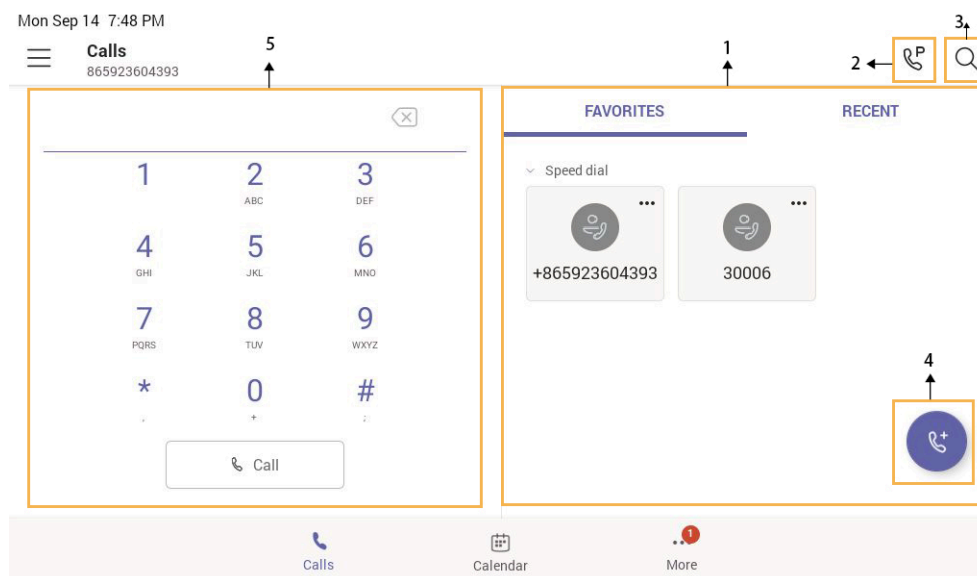 Mon Sep 14 7:48 PM
Calls
865923604393
5
1
2
P
3
FAVORITES
RECENT
Speed dial
+865923604393
30006
1
2
ABC
3
DEF
4
GHI
5
JKL
6
MNO
7
PQRS
8
TUV
9
WXYZ
*
,
0
+
#
;
Call
4
Calls
Calendar
1
More